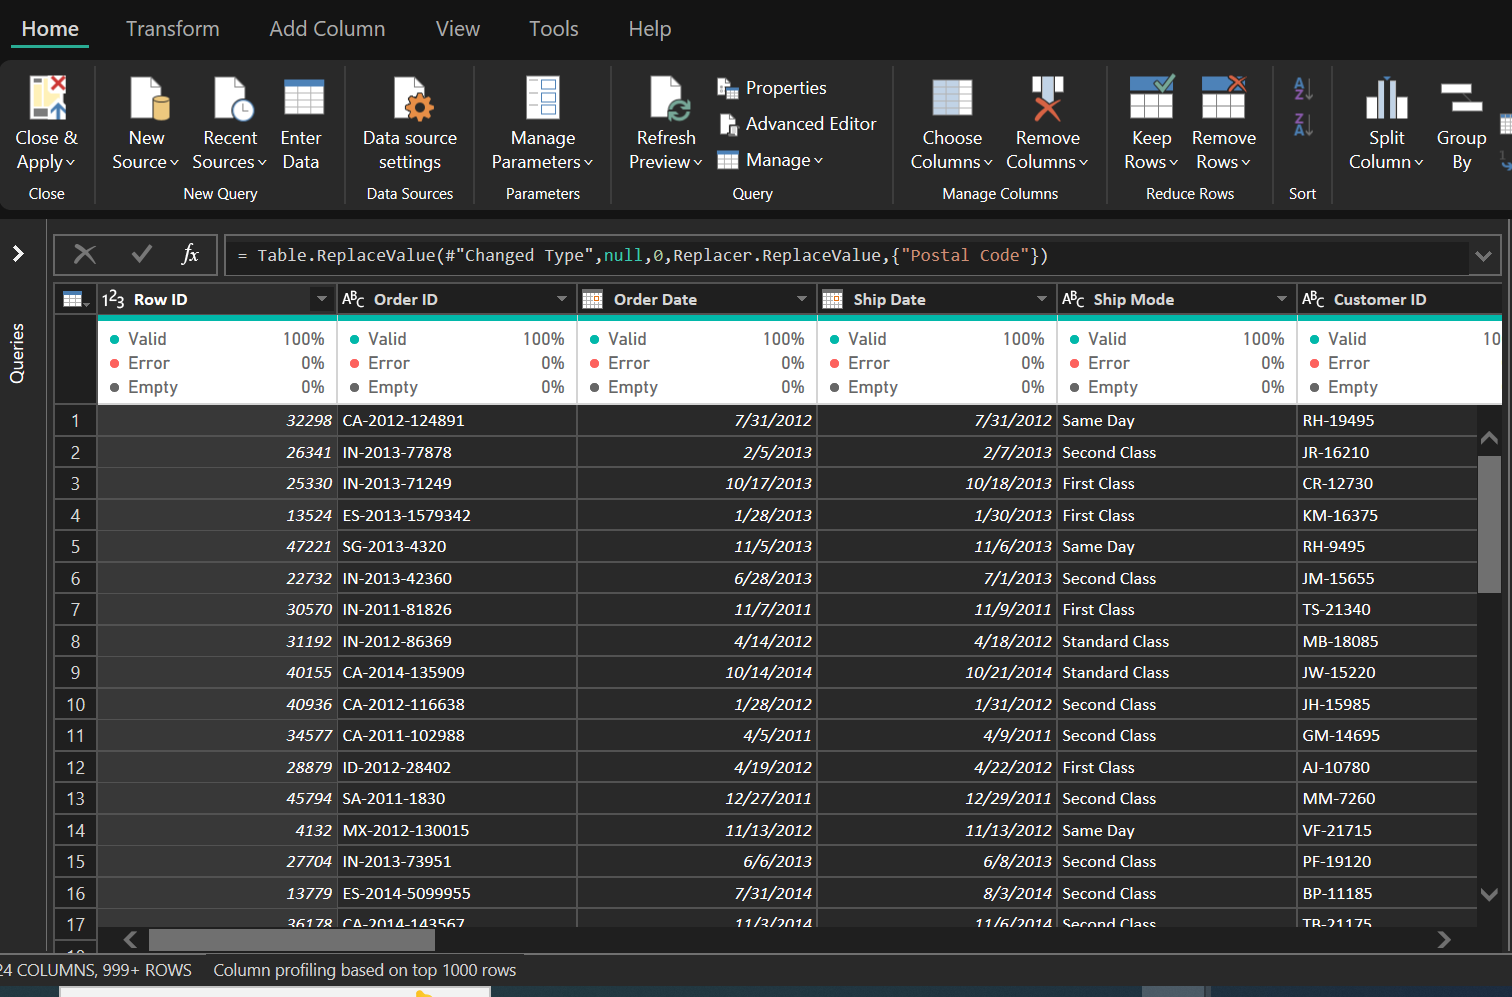 Home Transform Add Column View Tools Help
Close & Apply New Source Recent Sources Enter Data Data source settings Manage Parameters Refresh Preview Properties Advanced Editor Manage Choose Columns Remove Columns Keep Rows Remove Rows Split Column Group By
Close New Query Data Sources Parameters Query Manage Columns Reduce Rows Sort
fx = Table.ReplaceValue(#"Changed Type",null,0,Replacer.ReplaceValue,{"Postal Code"})
Queries
123 Row ID ABC Order ID Order Date Ship Date ABC Ship Mode ABC Customer ID
Valid 100% Valid 100% Valid 100% Valid 100% Valid 100% Valid 10
Error 0% Error 0% Error 0% Error 0% Error 0% Error
Empty 0% Empty 0% Empty 0% Empty 0% Empty 0% Empty
1 32298 CA-2012-124891 7/31/2012 7/31/2012 Same Day RH-19495
2 26341 IN-2013-77878 2/5/2013 2/7/2013 Second Class JR-16210
3 25330 IN-2013-71249 10/17/2013 10/18/2013 First Class CR-12730
4 13524 ES-2013-1579342 1/28/2013 1/30/2013 First Class KM-16375
5 47221 SG-2013-4320 11/5/2013 11/6/2013 Same Day RH-9495
6 22732 IN-2013-42360 6/28/2013 7/1/2013 Second Class JM-15655
7 30570 IN-2011-81826 11/7/2011 11/9/2011 First Class TS-21340
8 31192 IN-2012-86369 4/14/2012 4/18/2012 Standard Class MB-18085
9 40155 CA-2014-135909 10/14/2014 10/21/2014 Standard Class JW-15220
10 40936 CA-2012-116638 1/28/2012 1/31/2012 Second Class JH-15985
11 34577 CA-2011-102988 4/5/2011 4/9/2011 Second Class GM-14695
12 28879 ID-2012-28402 4/19/2012 4/22/2012 First Class AJ-10780
13 45794 SA-2011-1830 12/27/2011 12/29/2011 Second Class MM-7260
14 4132 MX-2012-130015 11/13/2012 11/13/2012 Same Day VF-21715
15 27704 IN-2013-73951 6/6/2013 6/8/2013 Second Class PF-19120
16 13779 ES-2014-5099955 7/31/2014 8/3/2014 Second Class BP-11185
17 36178 CA-2014-143567 11/3/2014 11/6/2014 Second Class TB-21175
24 COLUMNS, 999+ ROWS Column profiling based on top 1000 rows